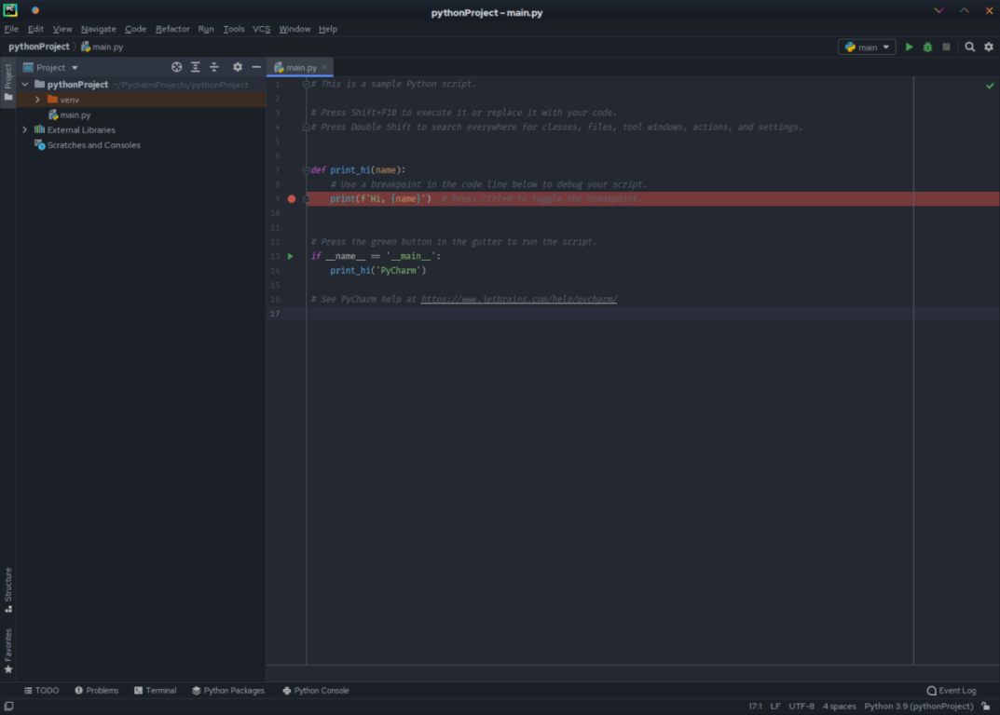 PC
pythonProject – main.py
File Edit View Navigate Code Refactor Run Tools VCS Window Help
pythonProject main.py
main
Project
Project
main.py
pythonProject ~/PycharmProjects/pythonProject
venv
main.py
External Libraries
Scratches and Consoles
1 # This is a sample Python script.
2
3 # Press Shift+F10 to execute it or replace it with your code.
4 # Press Double Shift to search everywhere for classes, files, tool windows, actions, and settings.
5
6
7 def print_hi(name):
8 # Use a breakpoint in the code line below to debug your script.
9 print(f'Hi, {name}') # Press Ctrl+8 to toggle the breakpoint.
10
11
12 # Press the green button in the gutter to run the script.
13 if __name__ == '__main__':
14 print_hi('PyCharm')
15
16 # See PyCharm help at https://www.jetbrains.com/help/pycharm/
17
Structure
Favorites
TODO Problems Terminal Python Packages Python Console Event Log
17:1 LF UTF-8 4 spaces Python 3.9 (pythonProject)